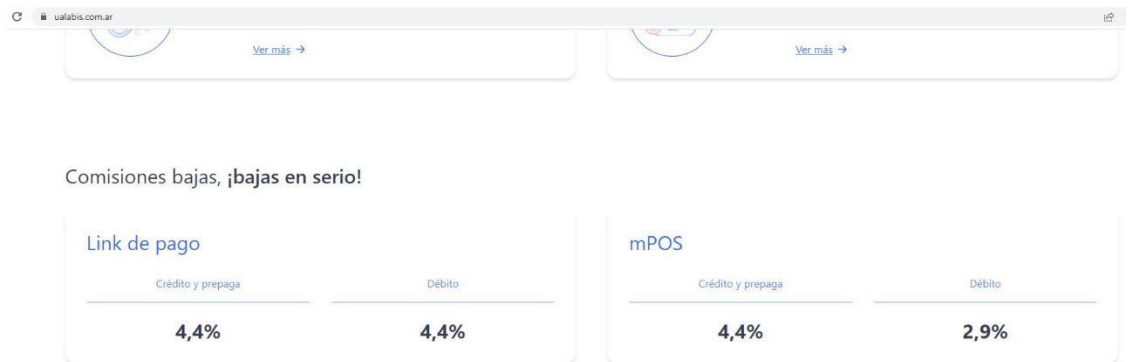 ualabis.com.ar
Ver más →
Ver más →
Comisiones bajas, ¡bajas en serio!
Link de pago
Crédito y prepaga
Débito
4,4%
4,4%
mPOS
Crédito y prepaga
Débito
4,4%
2,9%